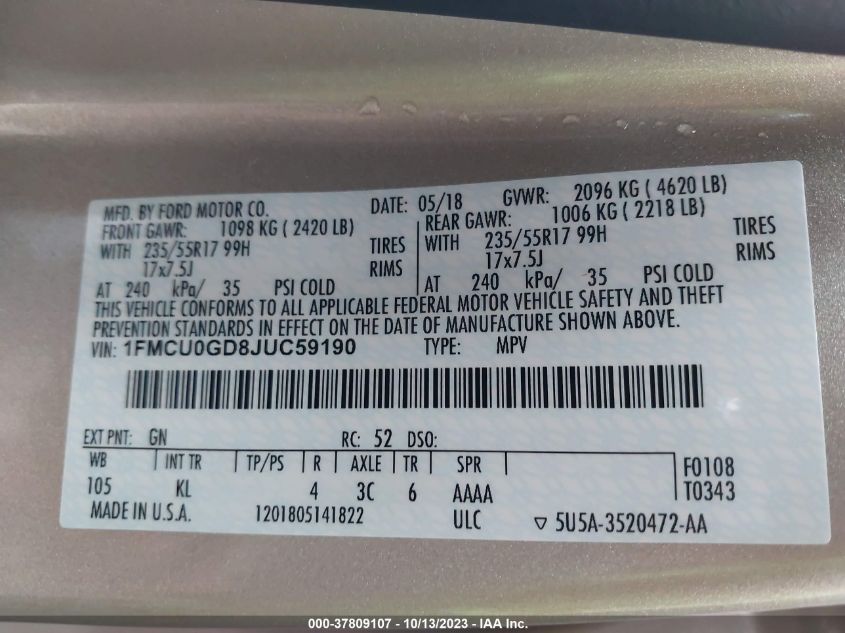 MFD. BY FORD MOTOR CO. DATE: 05/18 GVWR: 2096 KG ( 4620 LB)
FRONT GAWR: 1098 KG ( 2420 LB) REAR GAWR: 1006 KG ( 2218 LB)
WITH 235/55R17 99H TIRES WITH 235/55R17 99H TIRES
17x7.5J RIMS 17x7.5J RIMS
AT 240 kPa/ 35 PSI COLD AT 240 kPa/ 35 PSI COLD
THIS VEHICLE CONFORMS TO ALL APPLICABLE FEDERAL MOTOR VEHICLE SAFETY AND THEFT
PREVENTION STANDARDS IN EFFECT ON THE DATE OF MANUFACTURE SHOWN ABOVE.
VIN: 1FMCU0GD8JUC59190 TYPE: MPV
EXT PNT: GN RC: 52 DSO:
WB INT TR TP/PS R AXLE TR SPR F0108
105 KL 4 3C 6 AAAA T0343
MADE IN U.S.A. 1201805141822 ULC ▽ 5U5A-3520472-AA
000-37809107 - 10/13/2023 - IAA Inc.